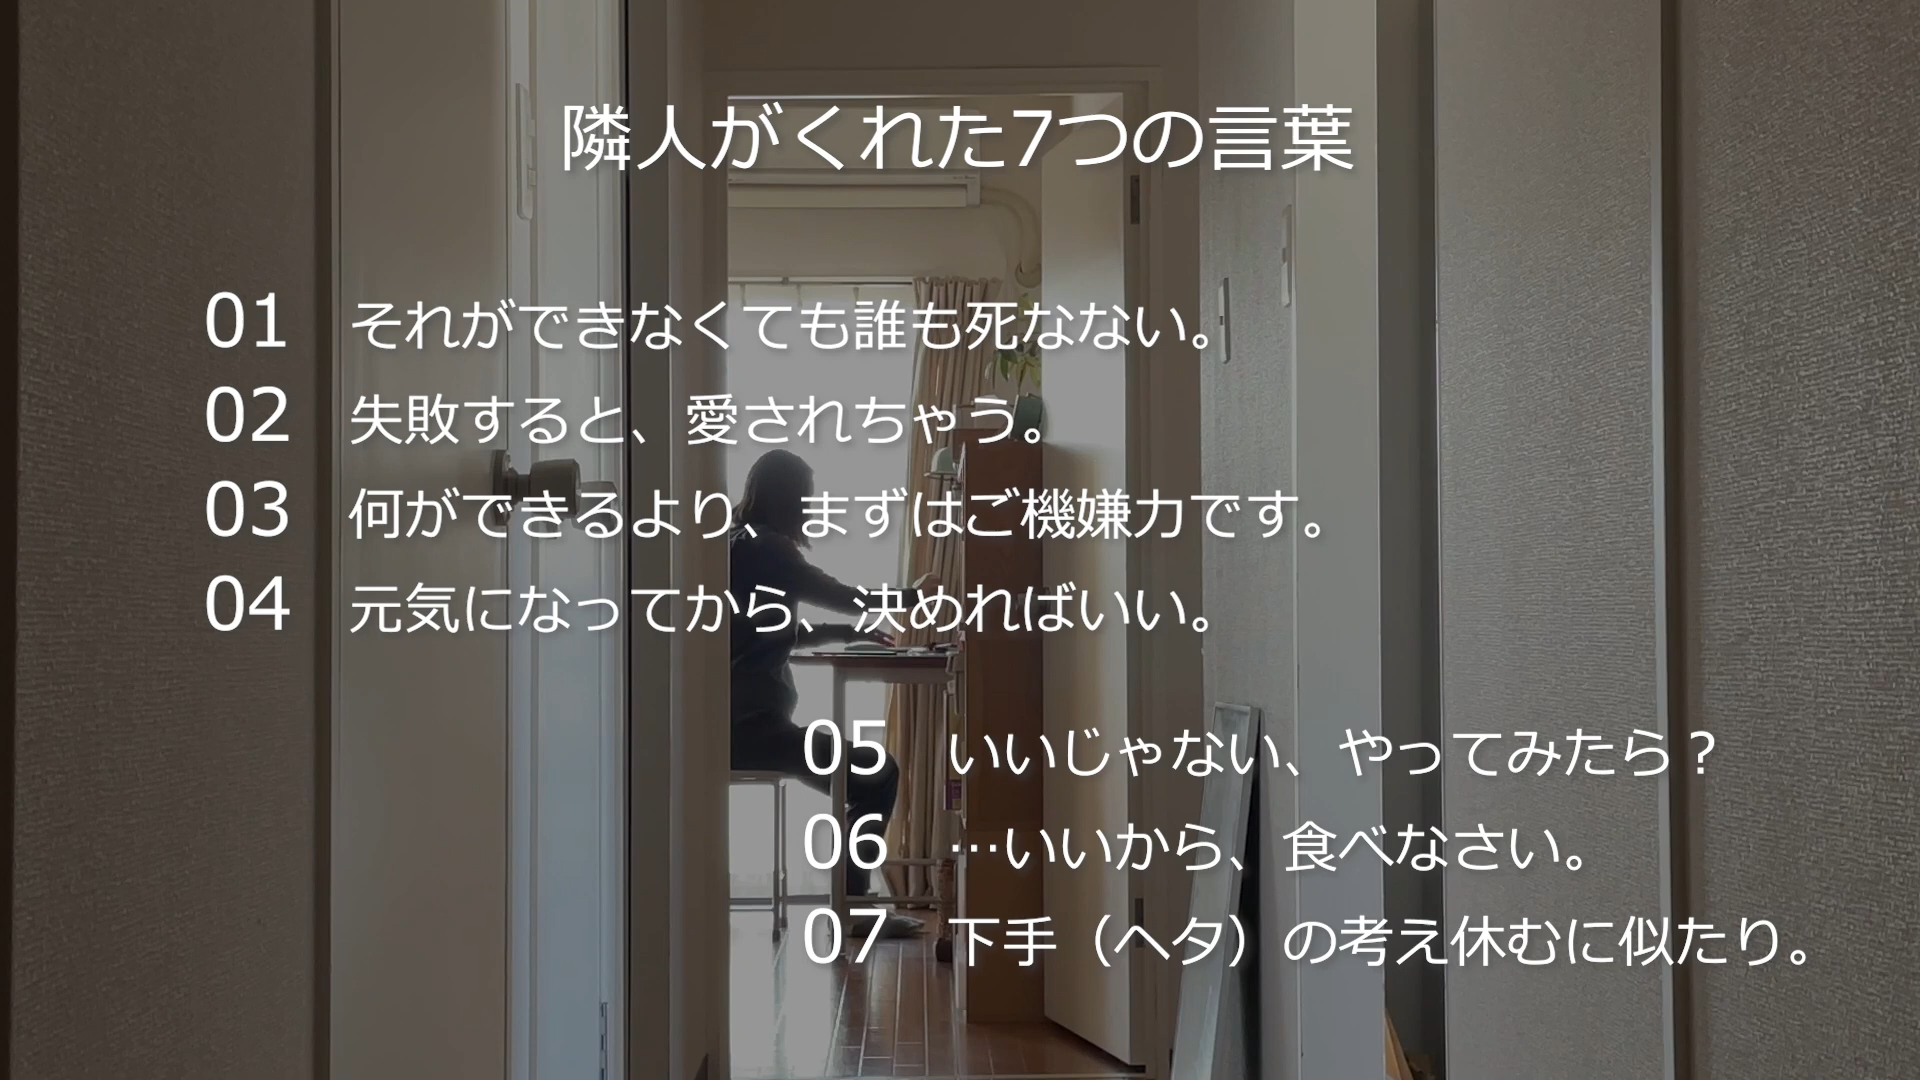 隣人がくれた7つの言葉
01 それができなくても誰も死なない。
02 失敗すると、愛されちゃう。
03 何ができるより、まずはご機嫌力です。
04 元気になってから、決めればいい。
05 いいじゃない、やってみたら？
06 …いいから、食べなさい。
07 下手（ヘタ）の考え休むに似たり。